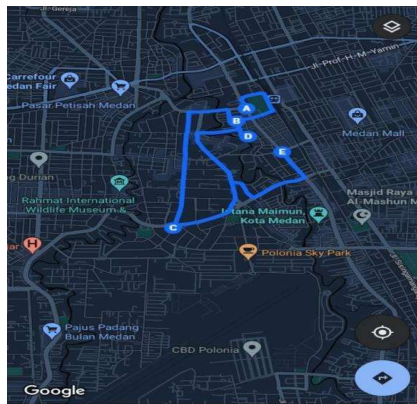 Jl-Gereja
Jl-Prof-H-M-Yamin
Carrefour
Medan Fair
Pasar Petisah Medan
A
B
D
E
Medan Mall
Durian
Rahmat International
Wildlife Museum &
Masjid Raya
Al-Mashun M
Istana Maimun,
Kota Medan
C
H
Polonia Sky Park
Pajus Padang
Bulan Medan
CBD Polonia
Google